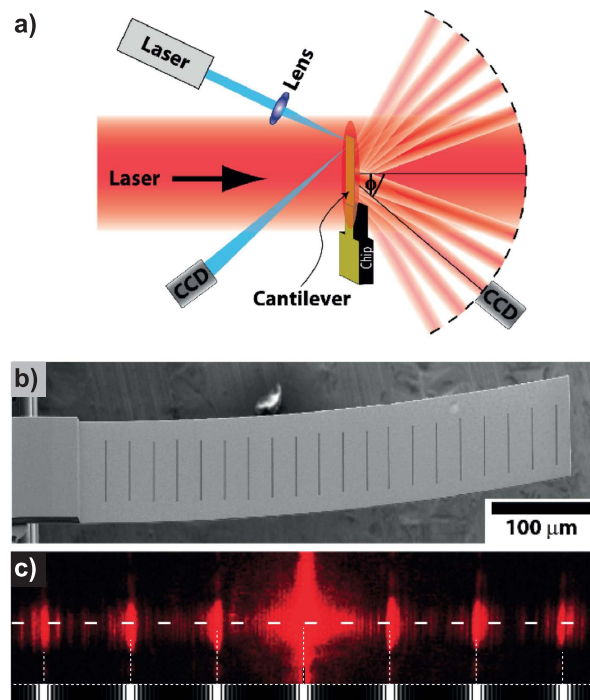 a)
Laser
Lens
Laser
ϕ
Chip
CCD
CCD
Cantilever
b)
100 μm
c)